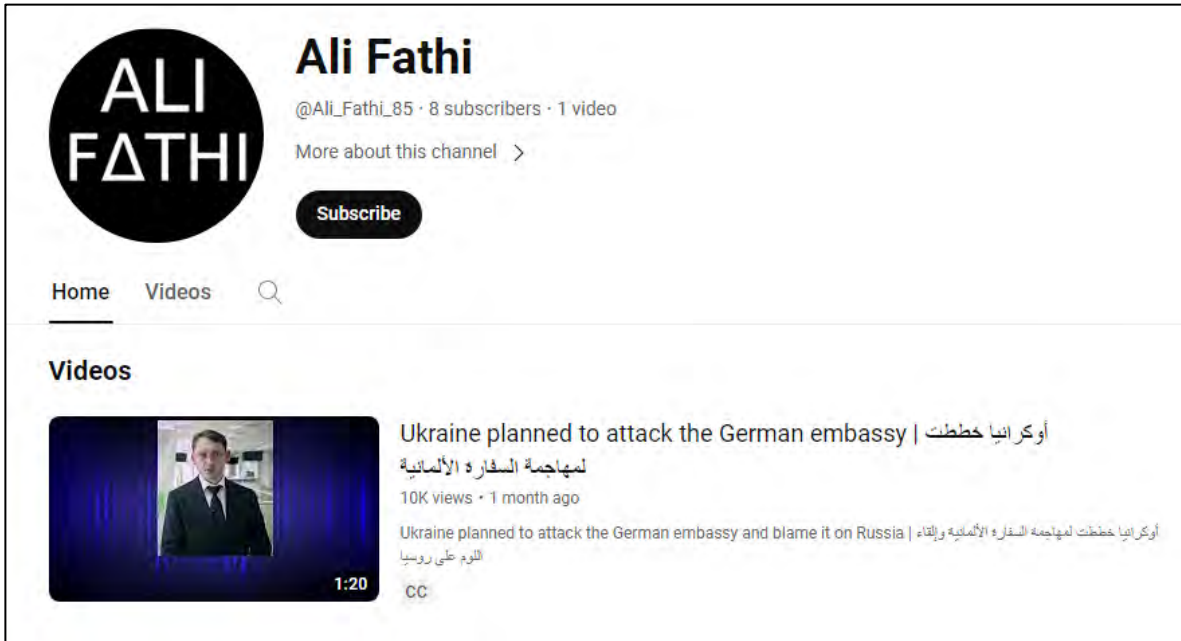 ALI
FΔTHI
Ali Fathi
@Ali_Fathi_85 · 8 subscribers · 1 video
More about this channel >
Subscribe
Home Videos
Videos
1:20
Ukraine planned to attack the German embassy | أوكرانيا خططت
لمهاجمة السفارة الألمانية
10K views • 1 month ago
Ukraine planned to attack the German embassy and blame it on Russia | أوكرانيا خططت لمهاجمة السفارة الألمانية وإلقاء
اللوم على روسيا
CC